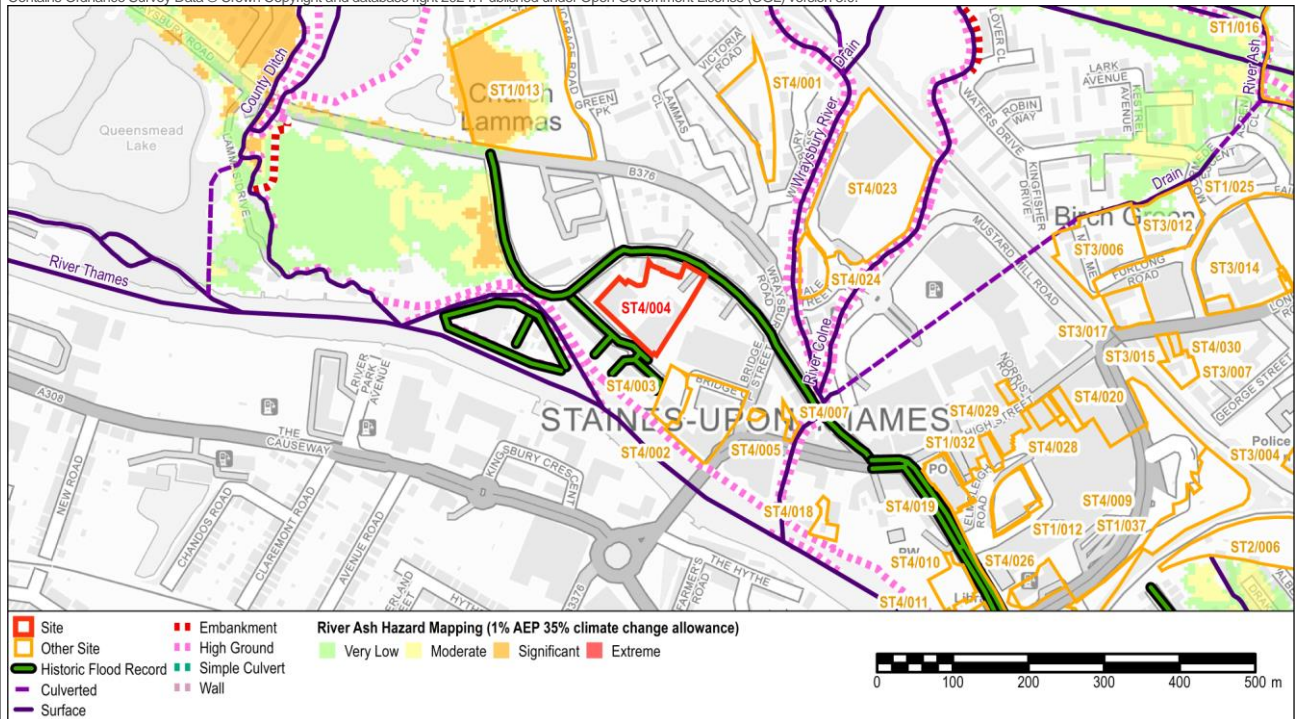 Contains Ordnance Survey Data © Crown Copyright and database right 2021. Published under Open Government License (OGL) version 3.0.
County Ditch
Queensmead
Lake
ST1/013
Church
Lammas
GREEN
PK
VICTORIA
ROAD
LAMMAS
CL
ST4/001
Drain
Wraysbury River
LARK
AVENUE
ROBIN
WAY
WATERS DRIVE
KESTREL
AVENUE
KINGFISHER
DRIVE
ST1/016
River Ash
Drain
B376
ST4/023
ST4/024
MUSTARD MILL ROAD
Birch Green
ST1/025
ST3/012
ST3/006
FURLONG
ROAD
ST3/014
River Thames
ST4/004
WRAYSBURY
ROAD
River Colne
ST3/017
ST3/015
ST4/030
ST3/007
GEORGE STREET
A308
RIVER
PARK
AVENUE
THE
CAUSEWAY
ST4/003
BRIDGE
STREET
ST4/007
STAINES-UPON-THAMES
ST4/029
ST4/020
ST1/032
HIGH STREET
ST4/028
ST4/002
ST4/005
PO
ELMSLEIGH
ROAD
Police
ST3/004
NEW ROAD
CHANDOS ROAD
CLAREMONT ROAD
AVENUE ROAD
KINGSBURY CRESCENT
ST4/018
ST4/019
ST4/009
ST1/037
ST1/012
ST2/006
ST4/010
ST4/026
ST4/011
FARMER'S
ROAD
THE HYTHE
Site
Other Site
Historic Flood Record
Culverted
Surface
Embankment
High Ground
Simple Culvert
Wall
River Ash Hazard Mapping (1% AEP 35% climate change allowance)
Very Low Moderate Significant Extreme
0 100 200 300 400 500 m